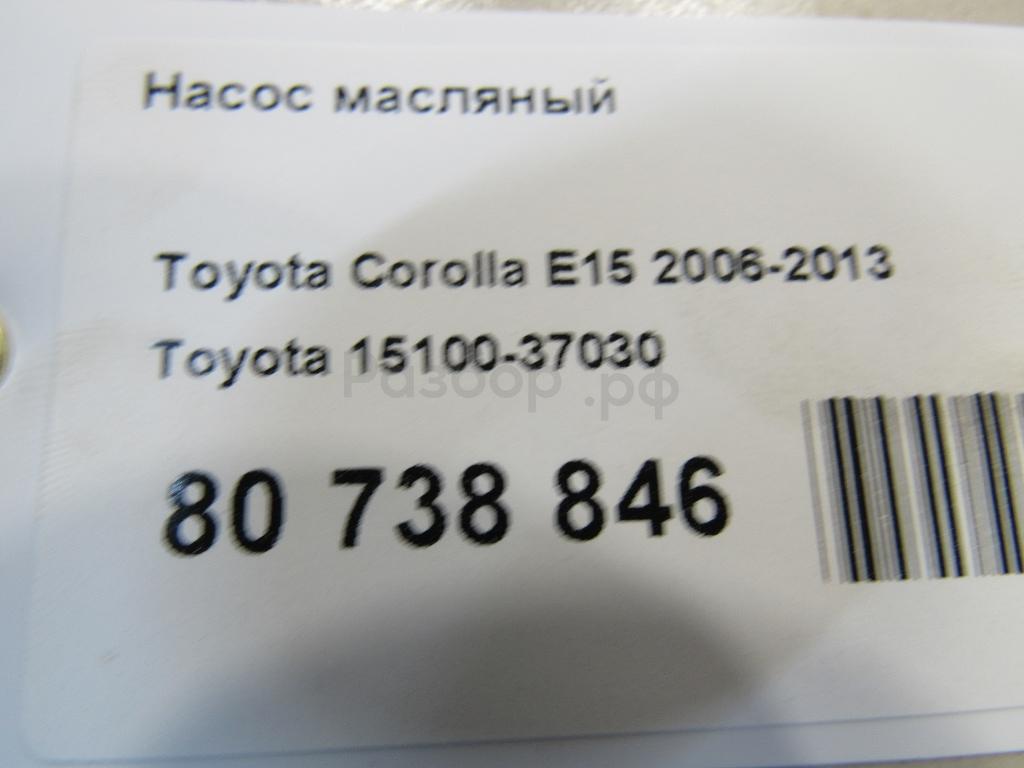 Насос масляный
Toyota Corolla E15 2006-2013
Toyota 15100-37030
Разбор.рф
80 738 846